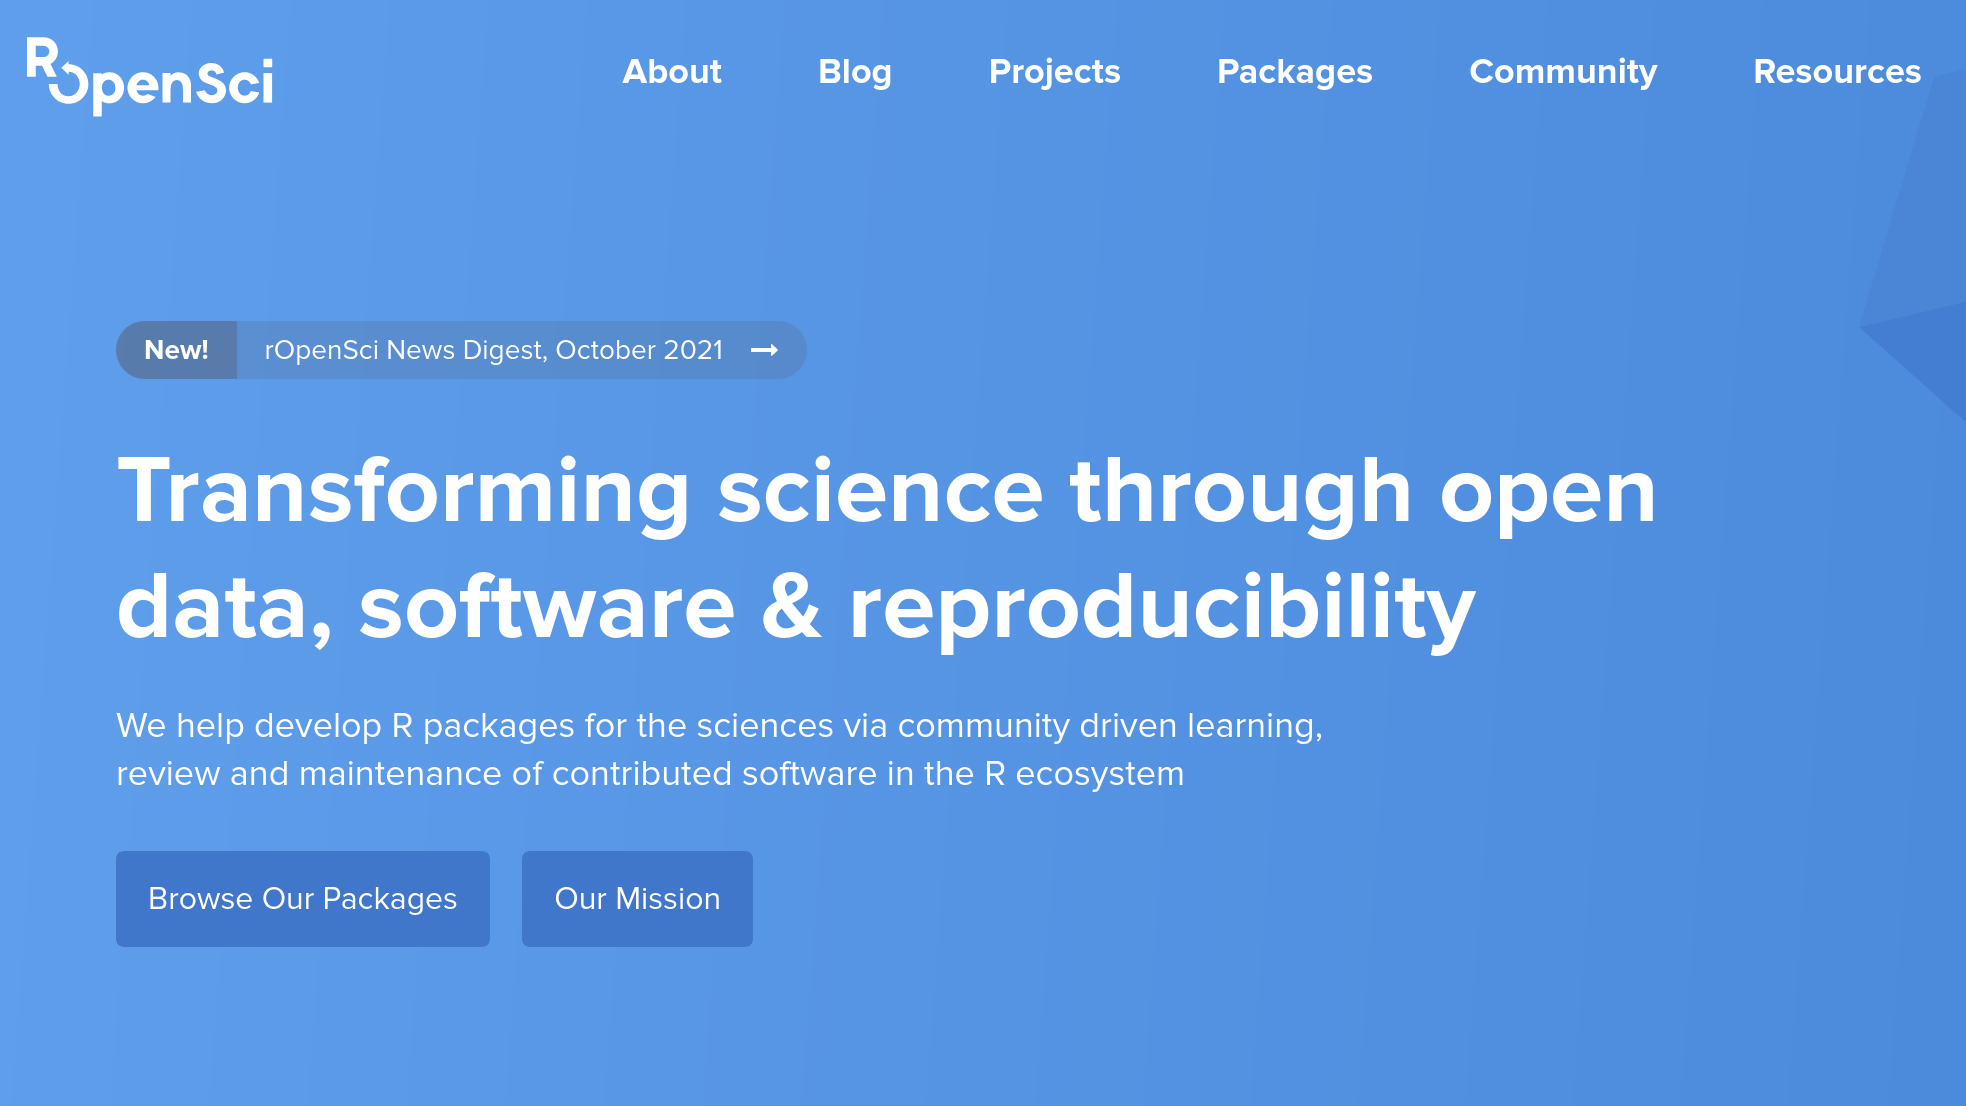 ROpenSci
About Blog Projects Packages Community Resources
New! rOpenSci News Digest, October 2021
Transforming science through open
data, software & reproducibility
We help develop R packages for the sciences via community driven learning,
review and maintenance of contributed software in the R ecosystem
Browse Our Packages Our Mission